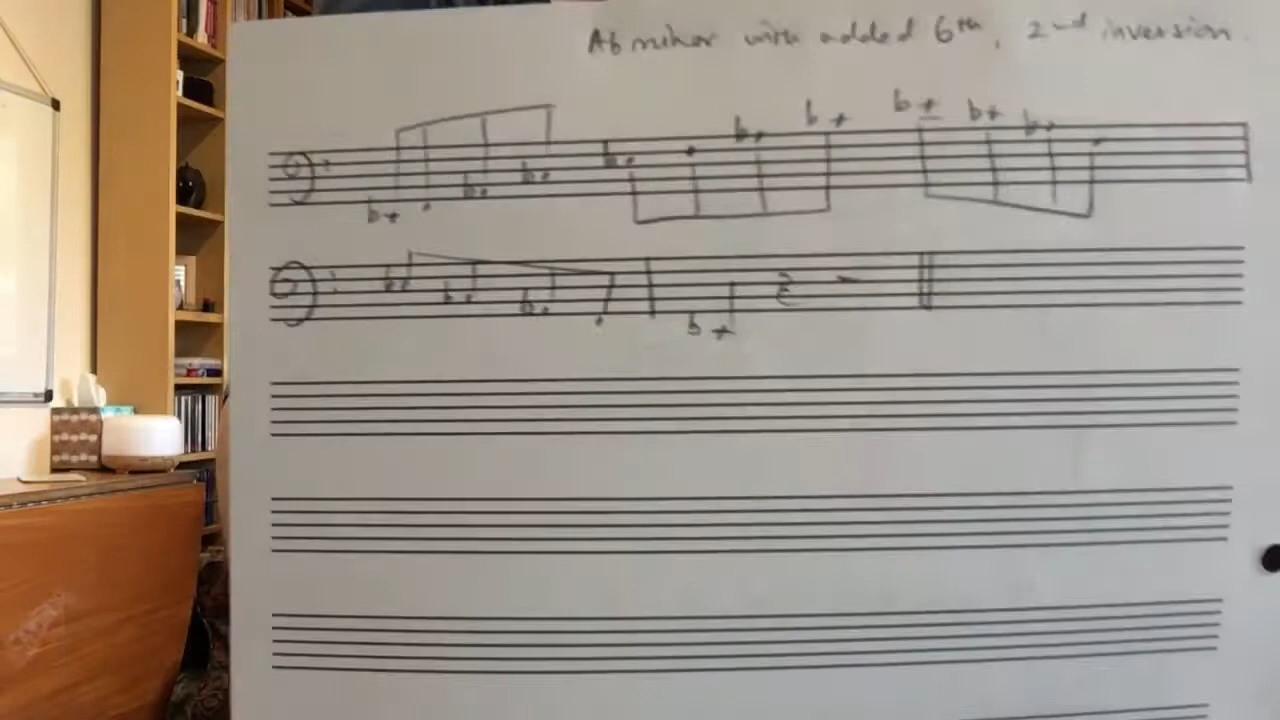 Ab minor with added 6th, 2nd inversion.